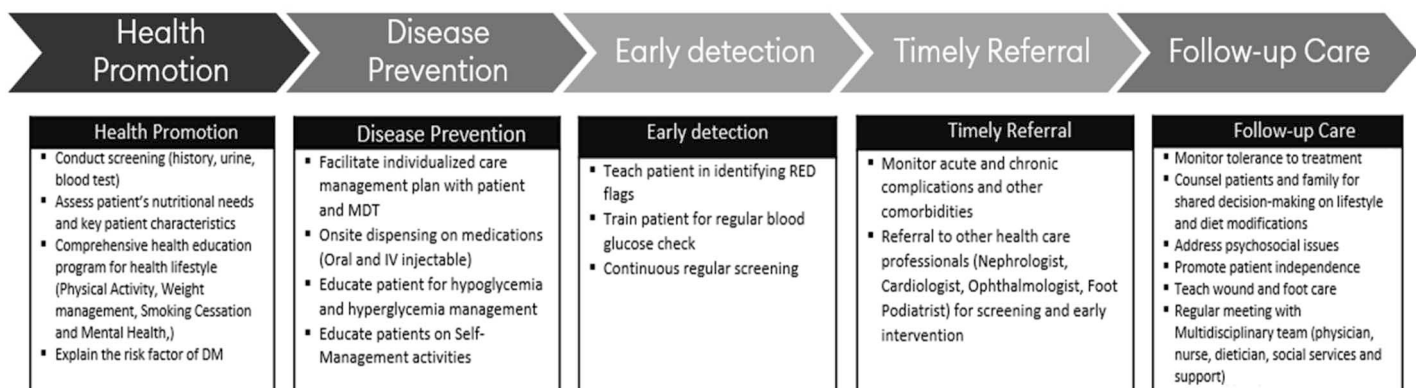 Health
Promotion
Disease
Prevention
Early detection
Timely Referral
Follow-up Care
Health Promotion
▪ Conduct screening (history, urine,
blood test)
▪ Assess patient's nutritional needs
and key patient characteristics
▪ Comprehensive health education
program for health lifestyle
(Physical Activity, Weight
management, Smoking Cessation
and Mental Health,)
▪ Explain the risk factor of DM
Disease Prevention
▪ Facilitate individualized care
management plan with patient
and MDT
▪ Onsite dispensing on medications
(Oral and IV injectable)
▪ Educate patient for hypoglycemia
and hyperglycemia management
▪ Educate patients on Self-
Management activities
Early detection
▪ Teach patient in identifying RED
flags
▪ Train patient for regular blood
glucose check
▪ Continuous regular screening
Timely Referral
▪ Monitor acute and chronic
complications and other
comorbidities
▪ Referral to other health care
professionals (Nephrologist,
Cardiologist, Ophthalmologist, Foot
Podiatrist) for screening and early
intervention
Follow-up Care
▪ Monitor tolerance to treatment
▪ Counsel patients and family for
shared decision-making on lifestyle
and diet modifications
▪ Address psychosocial issues
▪ Promote patient independence
▪ Teach wound and foot care
▪ Regular meeting with
Multidisciplinary team (physician,
nurse, dietician, social services and
support)